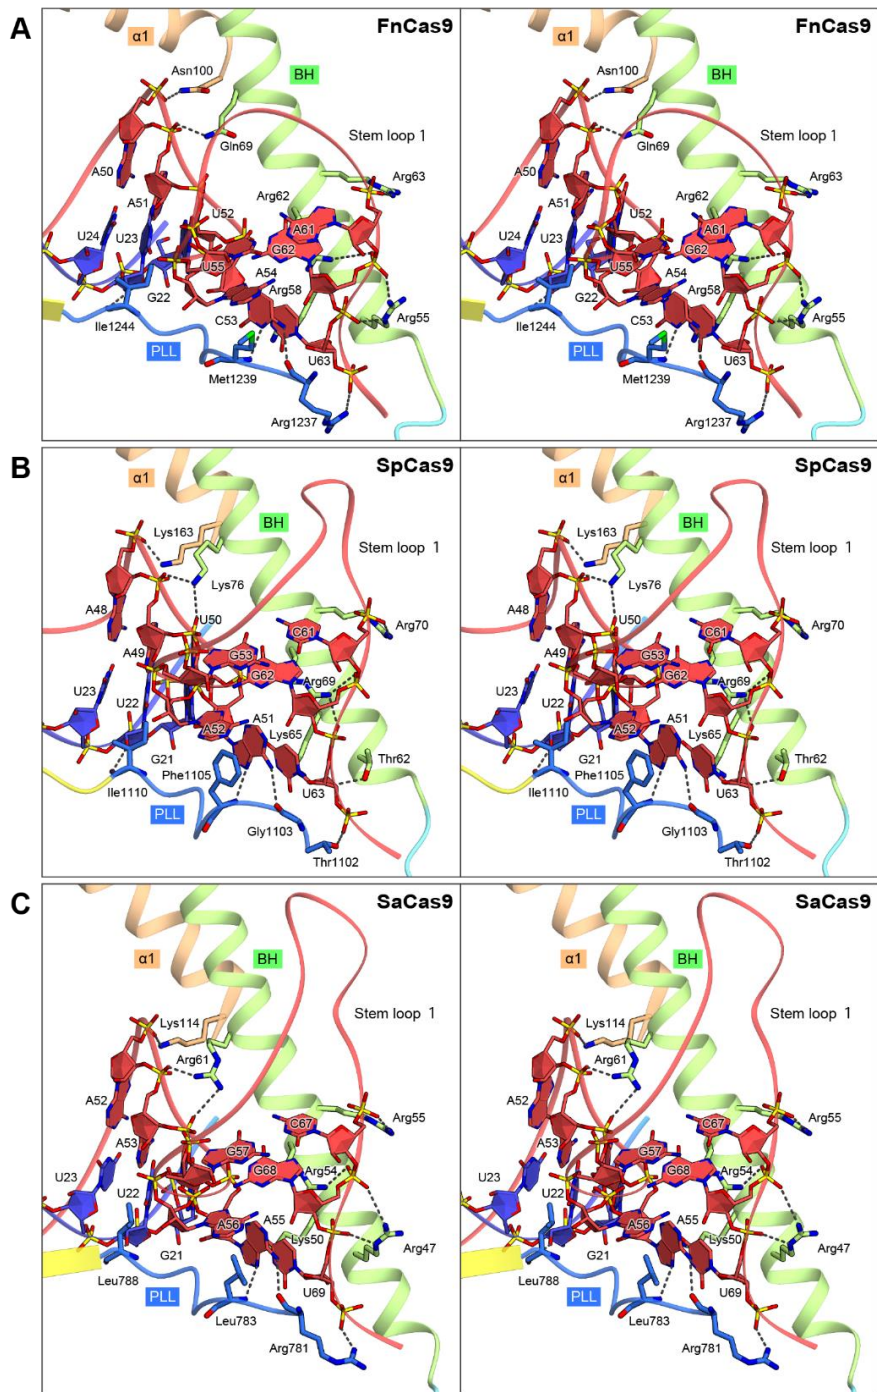 A
FnCas9
α1
Asn100
BH
Gln69
Stem loop 1
A50
Arg63
A51
U52
Arg62
A61
U24
U23
G62
U55
A54
G22
Arg58
C53
Arg55
Ile1244
PLL
U63
Met1239
Arg1237
FnCas9
α1
Asn100
BH
Gln69
Stem loop 1
A50
Arg63
A51
U52
Arg62
A61
U24
U23
G62
U55
A54
G22
Arg58
C53
Arg55
Ile1244
PLL
U63
Met1239
Arg1237
B
SpCas9
α1
BH
Lys163
Stem loop 1
Lys76
A48
U50
Arg70
C61
A49
G53
G62
U23
Arg69
U22
A52
A51
Lys65
G21
Thr62
Phe1105
U63
Ile1110
PLL
Gly1103
Thr1102
SpCas9
α1
BH
Lys163
Stem loop 1
Lys76
A48
U50
Arg70
C61
A49
G53
G62
U23
Arg69
U22
A52
A51
Lys65
G21
Thr62
Phe1105
U63
Ile1110
PLL
Gly1103
Thr1102
C
SaCas9
α1
BH
Stem loop 1
Lys114
Arg61
A52
Arg55
C67
A53
G57
G68
U23
Arg54
U22
A56
A55
Lys50
G21
Arg47
Leu788
U69
PLL
Leu783
Arg781
SaCas9
α1
BH
Stem loop 1
Lys114
Arg61
A52
Arg55
C67
A53
G57
G68
U23
Arg54
U22
A56
A55
Lys50
G21
Arg47
Leu788
U69
PLL
Leu783
Arg781